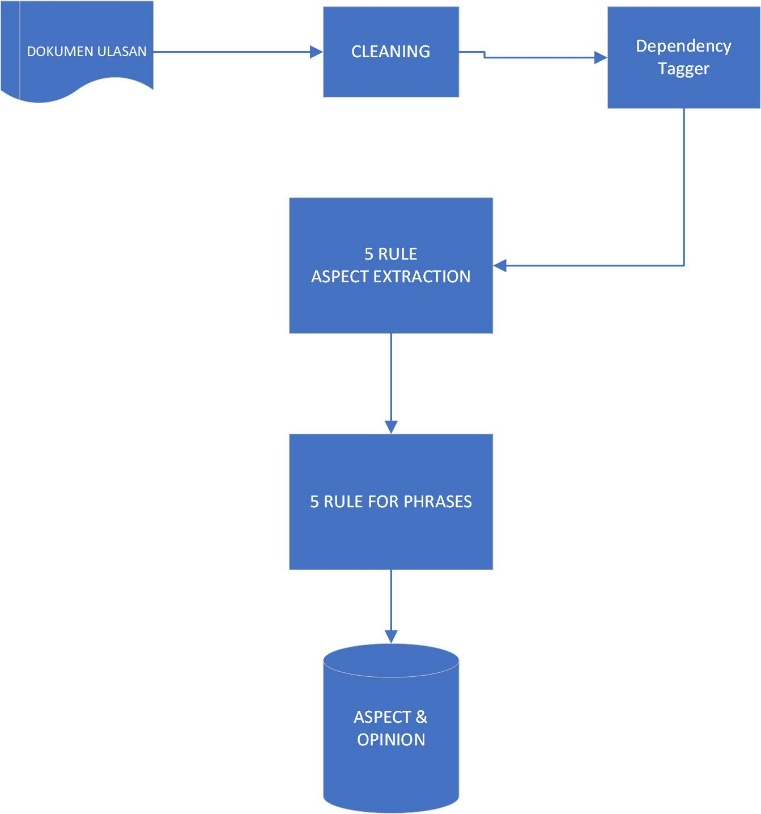 DOKUMEN ULASAN
CLEANING
Dependency
Tagger
5 RULE
ASPECT EXTRACTION
5 RULE FOR PHRASES
ASPECT &
OPINION